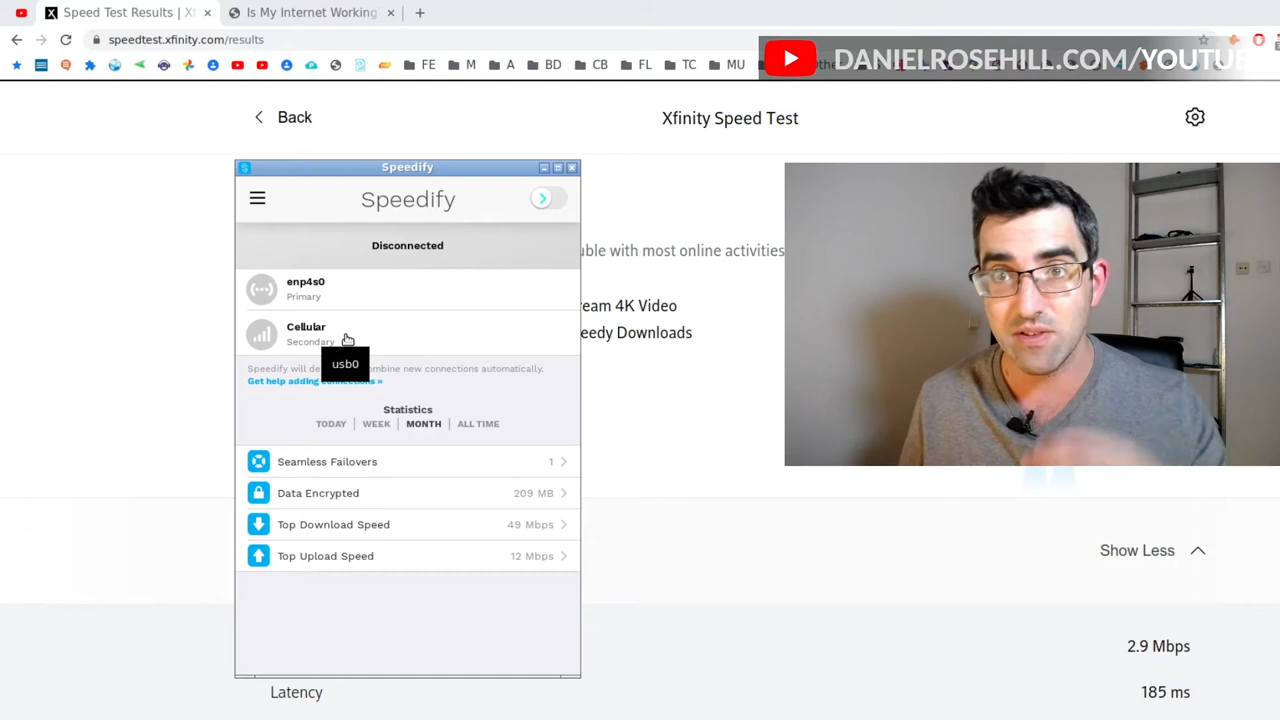 Speed Test Results | X
Is My Internet Working
speedtest.xfinity.com/results
FE
M
A
BD
CB
FL
TC
MU
DANIELROSEHILL.COM/YOUTUBE
Back
Xfinity Speed Test
Speedify
Speedify
Disconnected
uble with most online activities
enp4s0
Primary
ream 4K Video
Cellular
Secondary
eedy Downloads
usb0
Speedify will de ombine new connections automatically.
Get help adding connections »
Statistics
TODAY | WEEK | MONTH | ALL TIME
Seamless Failovers 1
Data Encrypted 209 MB
Top Download Speed 49 Mbps
Top Upload Speed 12 Mbps
Show Less
2.9 Mbps
Latency 185 ms